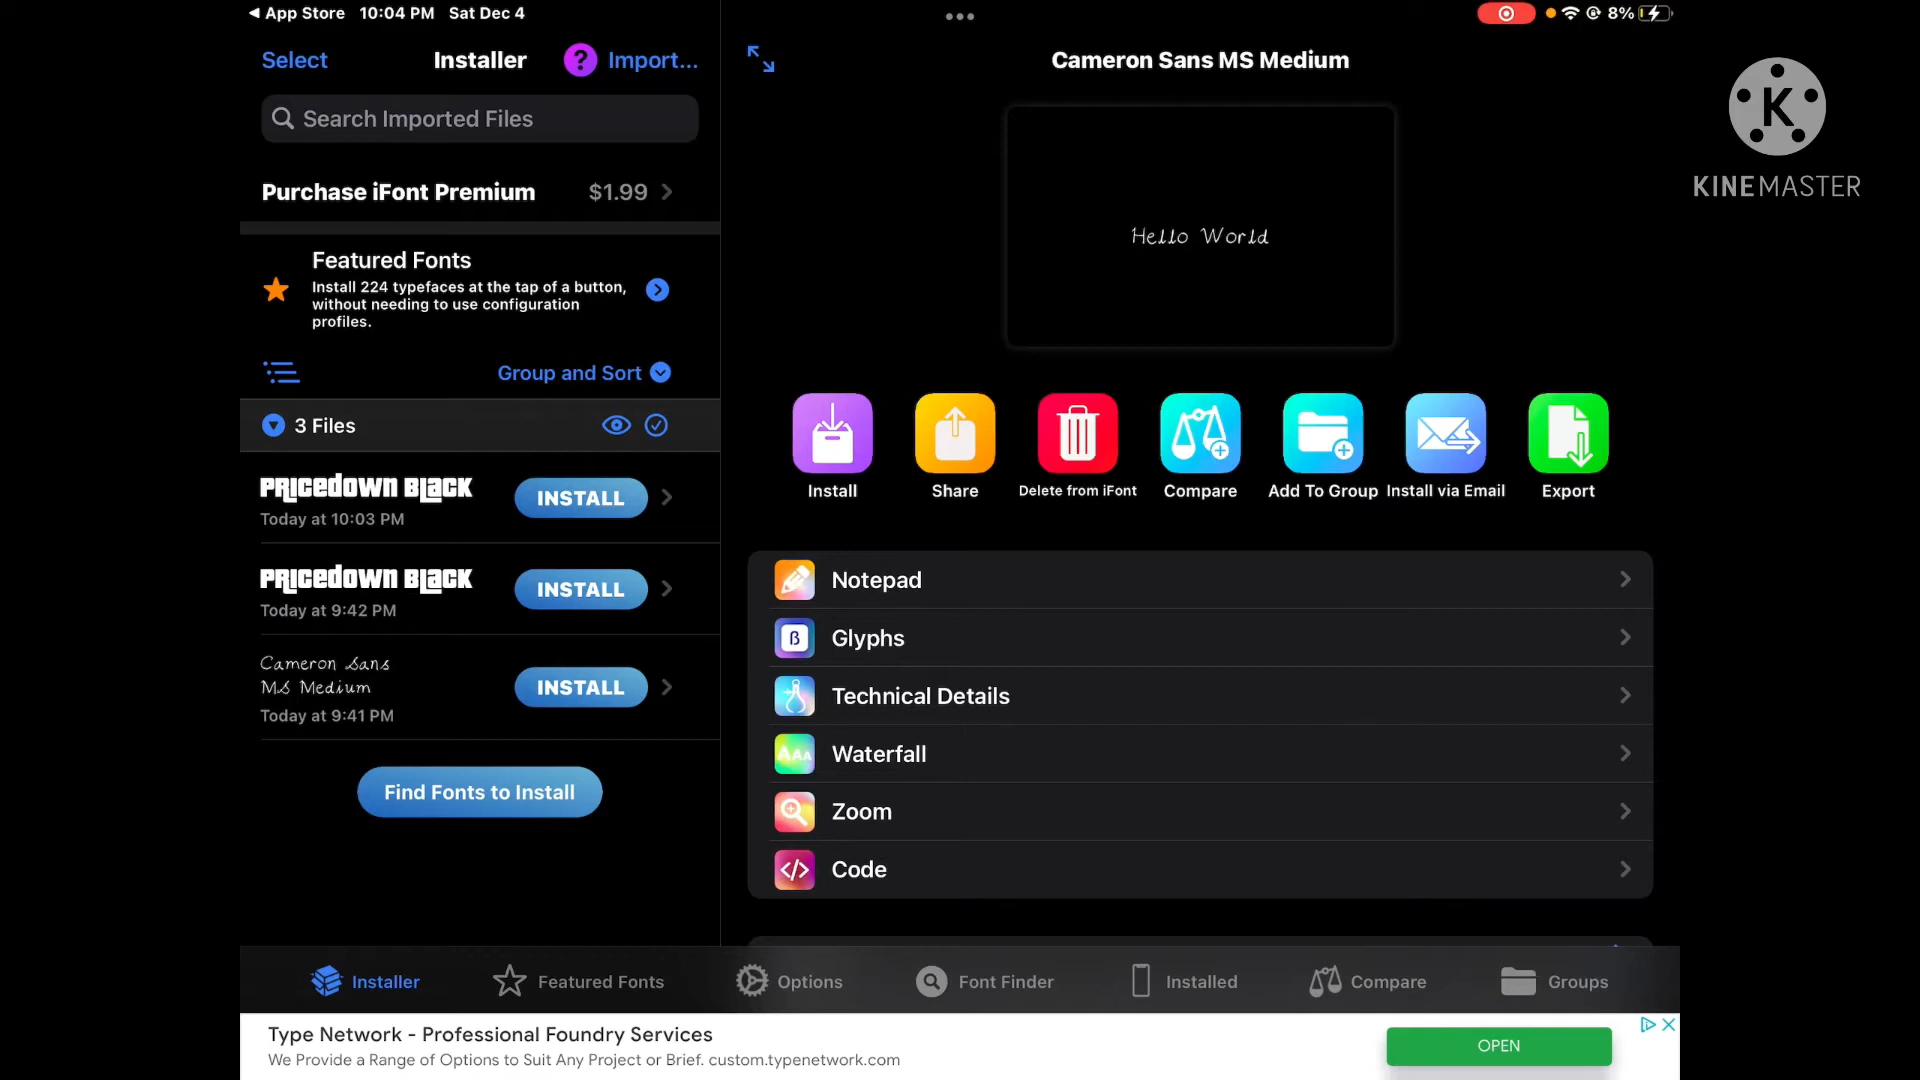 App Store 10:04 PM Sat Dec 4
8%
Select Installer ? Import...
Search Imported Files
Purchase iFont Premium $1.99
Featured Fonts
Install 224 typefaces at the tap of a button,
without needing to use configuration
profiles.
Group and Sort
3 Files
Pricedown Black
Today at 10:03 PM
INSTALL
Pricedown Black
Today at 9:42 PM
INSTALL
Cameron Sans
MS Medium
Today at 9:41 PM
INSTALL
Find Fonts to Install
Cameron Sans MS Medium
Hello World
Install Share Delete from iFont Compare Add To Group Install via Email Export
Notepad
ß Glyphs
Technical Details
AAA Waterfall
Zoom
</> Code
Installer Featured Fonts Options Font Finder Installed Compare Groups
Type Network - Professional Foundry Services
We Provide a Range of Options to Suit Any Project or Brief. custom.typenetwork.com
OPEN
K
KINEMASTER